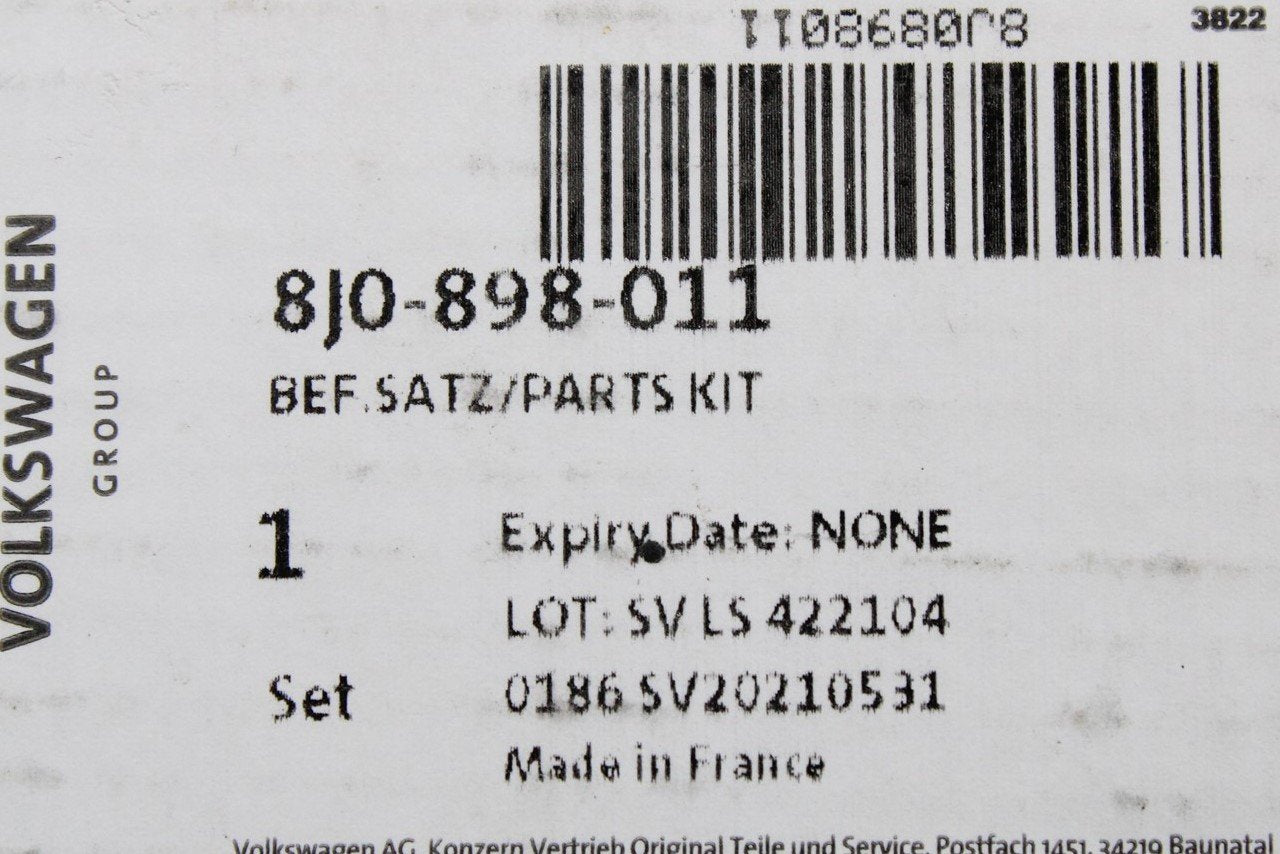 8J0898011
3822
8J0-898-011
BEF.SATZ/PARTS KIT
VOLKSWAGEN
GROUP
1
Expiry Date: NONE
LOT: SV LS 422104
Set
0186 SV20210531
Made in France
Volkswagen AG, Konzern Vertrieb Original Teile und Service, Postfach 1451, 34219 Baunatal